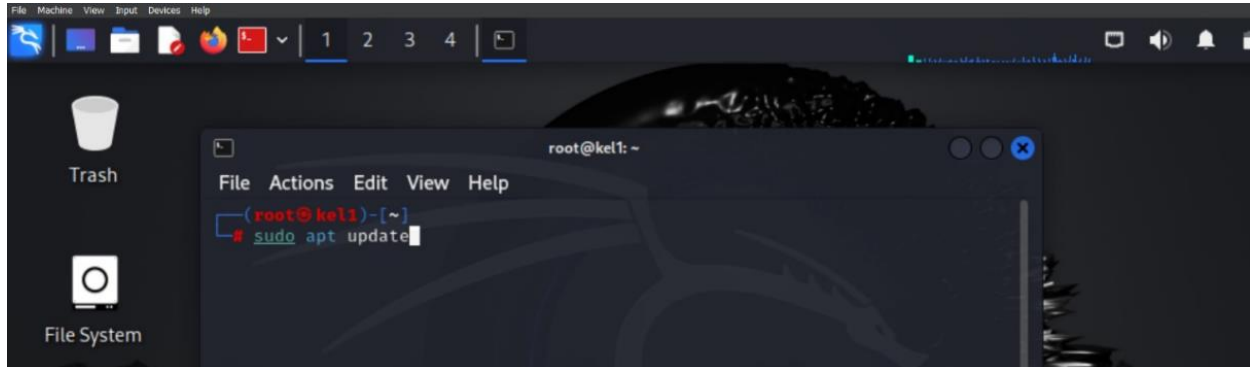 File Machine View Input Devices Help
1 2 3 4
Trash
root@kel1: ~
File Actions Edit View Help
(root㉿kel1)-[~]
# sudo apt update
File System